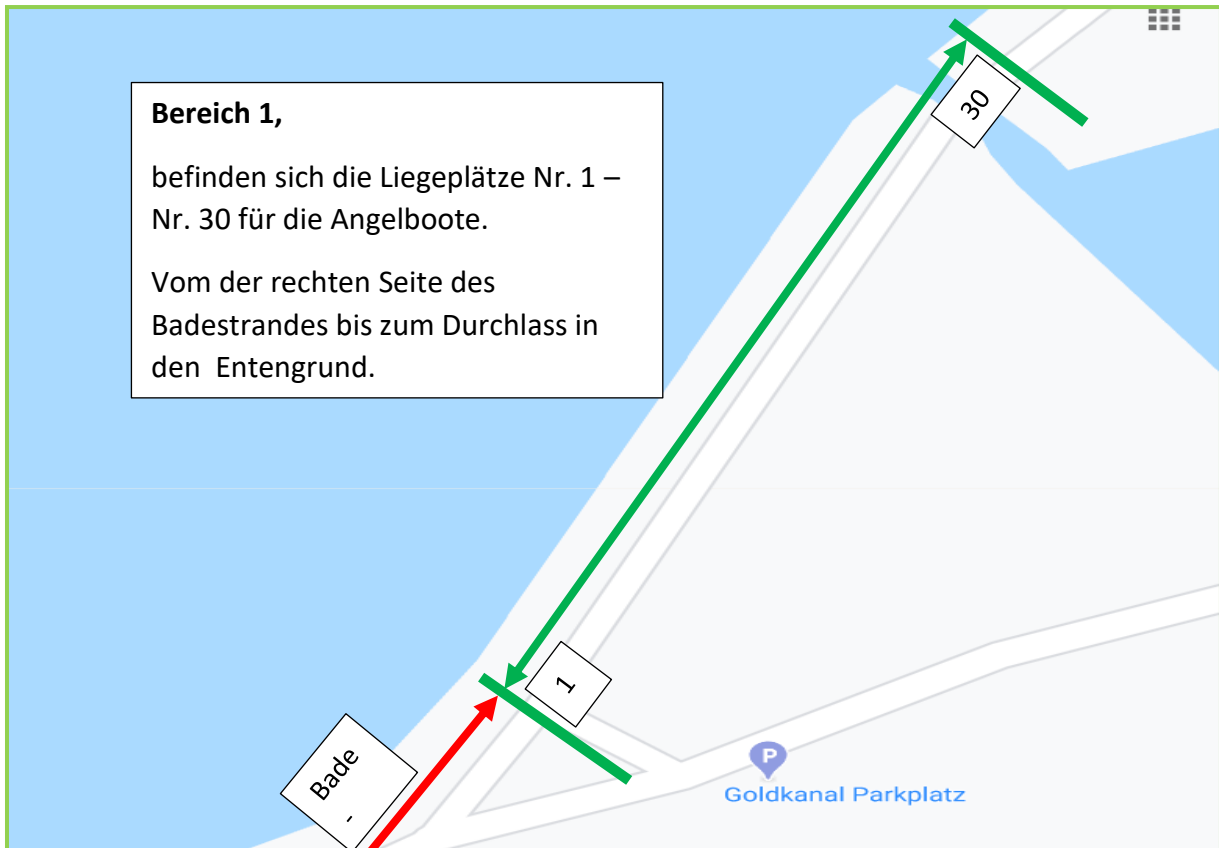 Bereich 1,
befinden sich die Liegeplätze Nr. 1 –
Nr. 30 für die Angelboote.
Vom der rechten Seite des
Badestrandes bis zum Durchlass in
den  Entengrund.
30
1
Bade
-
P
Goldkanal Parkplatz